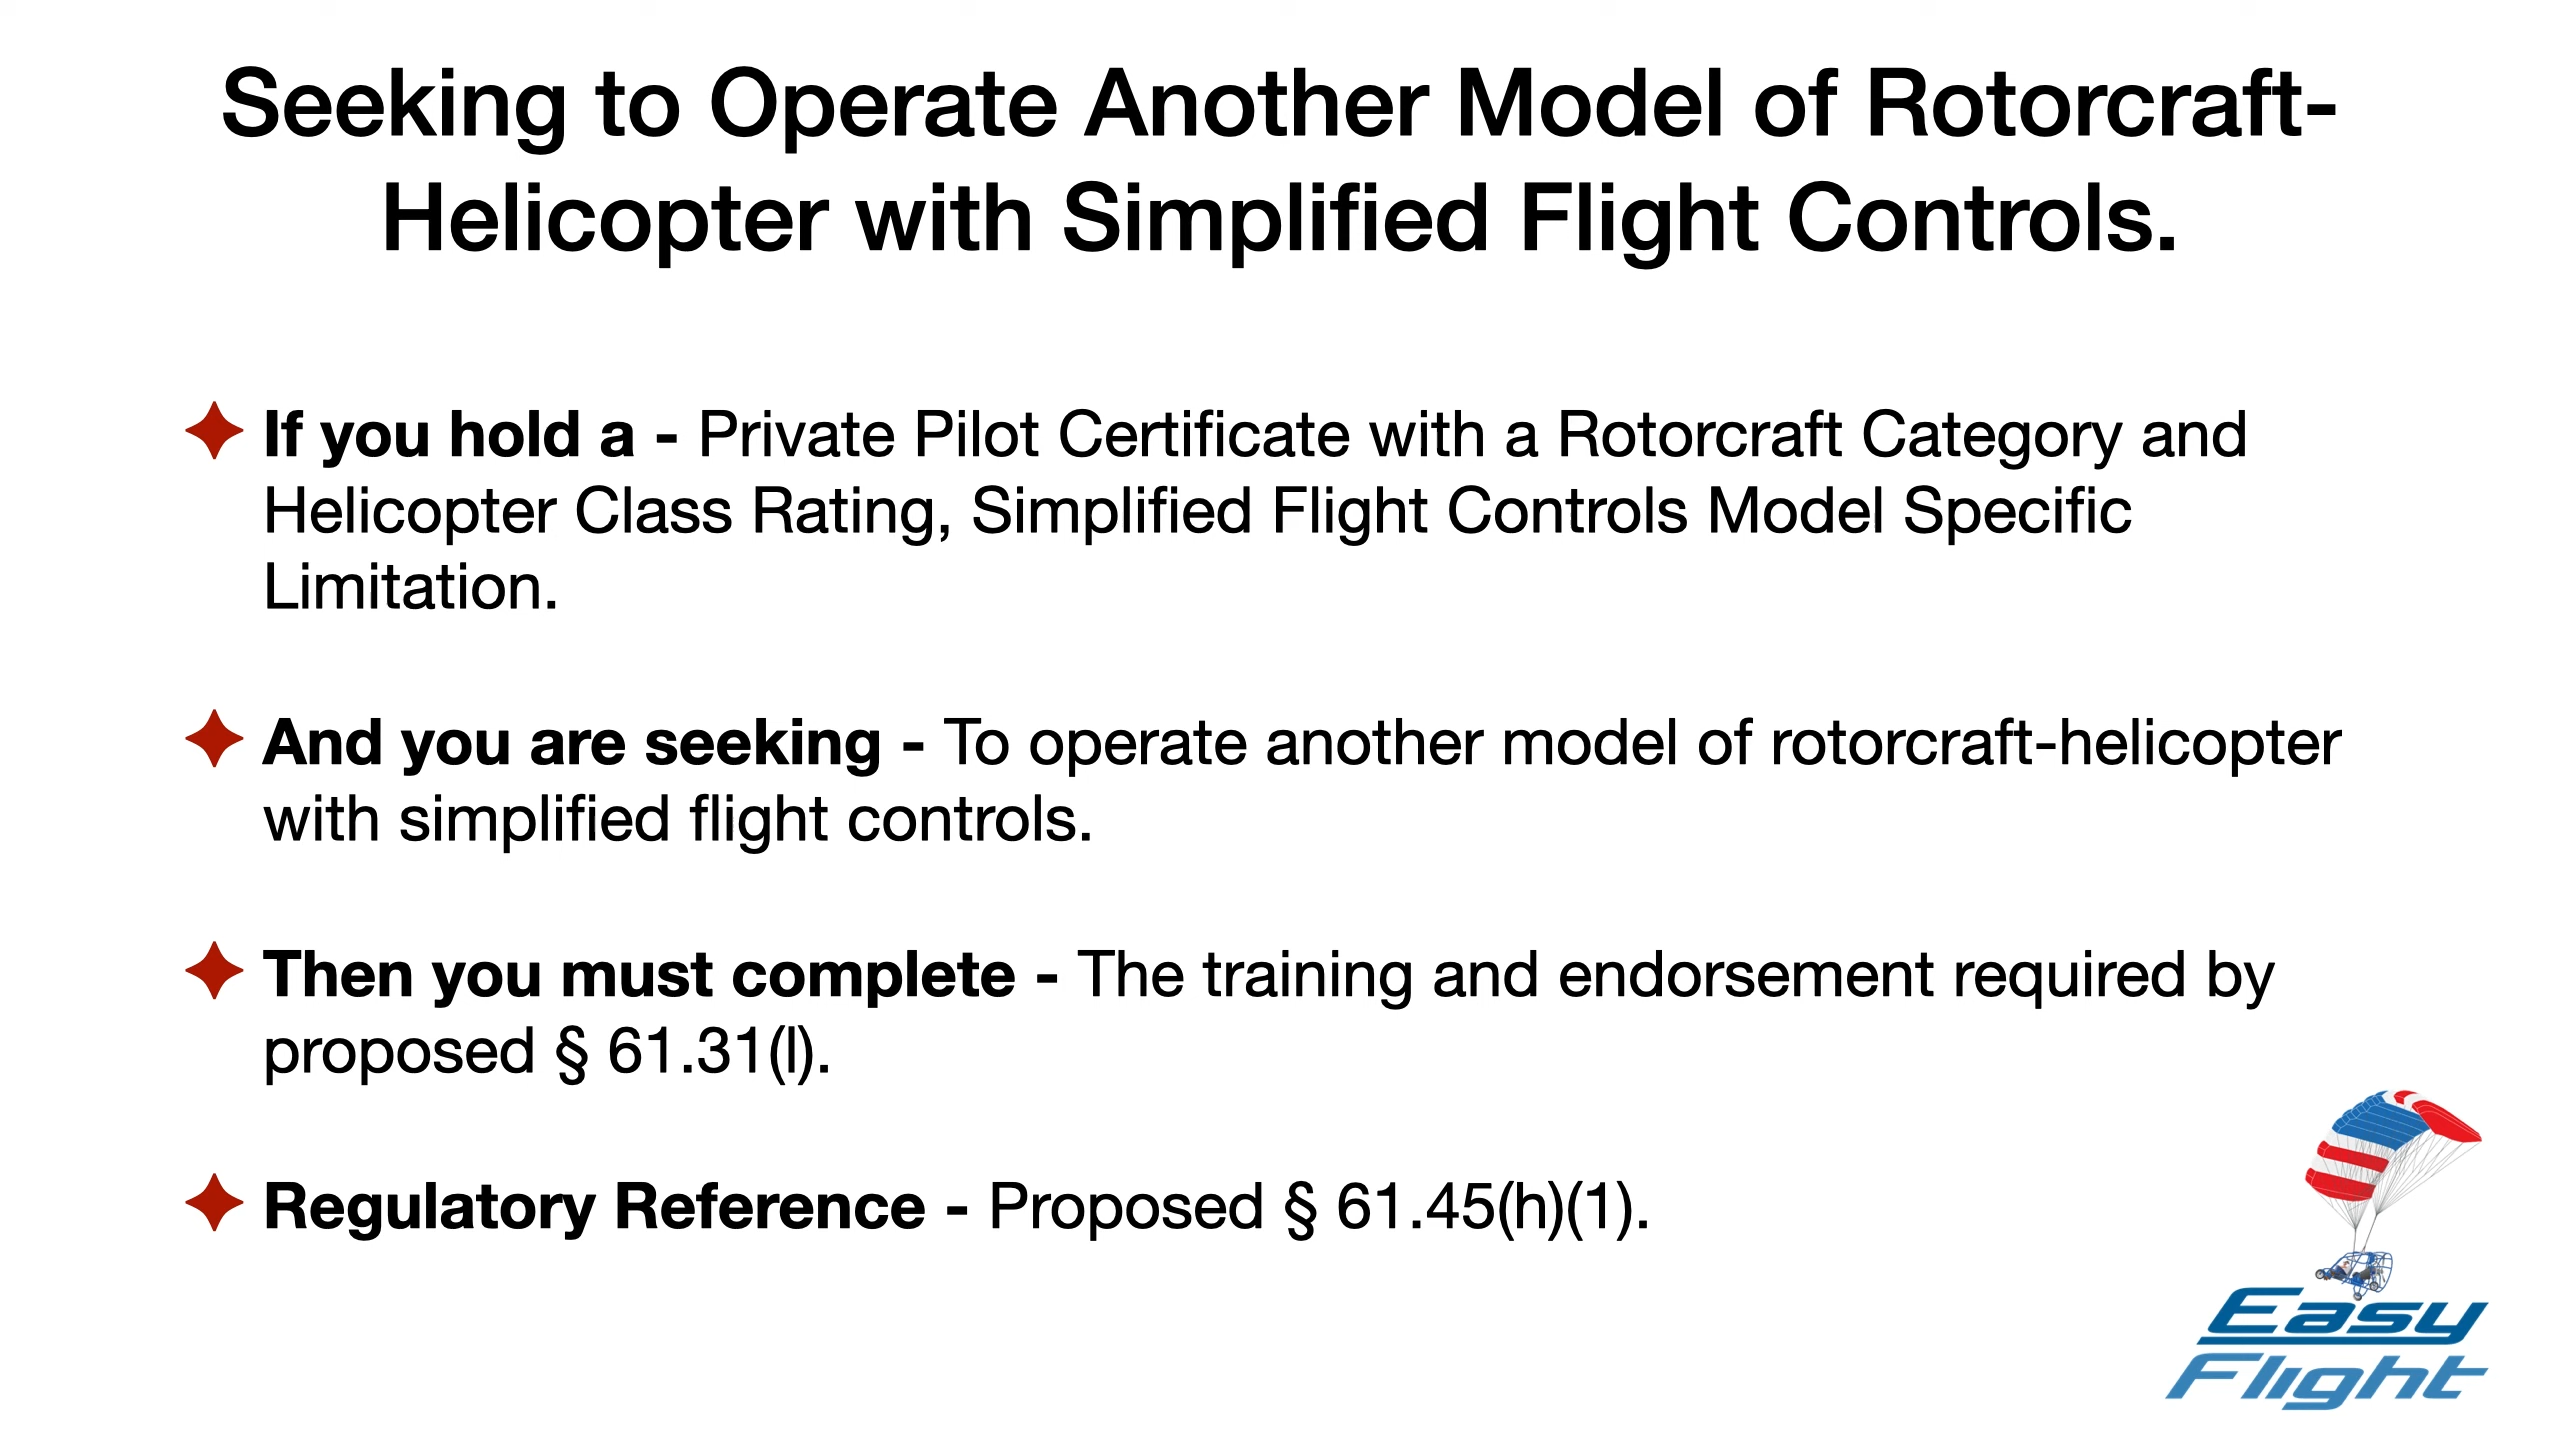 Seeking to Operate Another Model of Rotorcraft-
Helicopter with Simplified Flight Controls.
If you hold a - Private Pilot Certificate with a Rotorcraft Category and
Helicopter Class Rating, Simplified Flight Controls Model Specific
Limitation.
And you are seeking - To operate another model of rotorcraft-helicopter
with simplified flight controls.
Then you must complete - The training and endorsement required by
proposed § 61.31(l).
Regulatory Reference - Proposed § 61.45(h)(1).
Easy
Flight